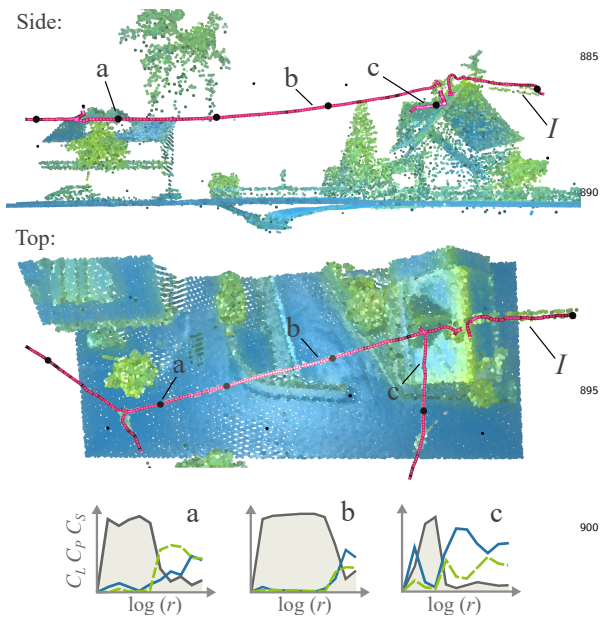 Side:
885
a
b
c
I
890
Top:
b
a
c
I
895
900
a
b
c
C_L C_P C_S
log (r)
log (r)
log (r)